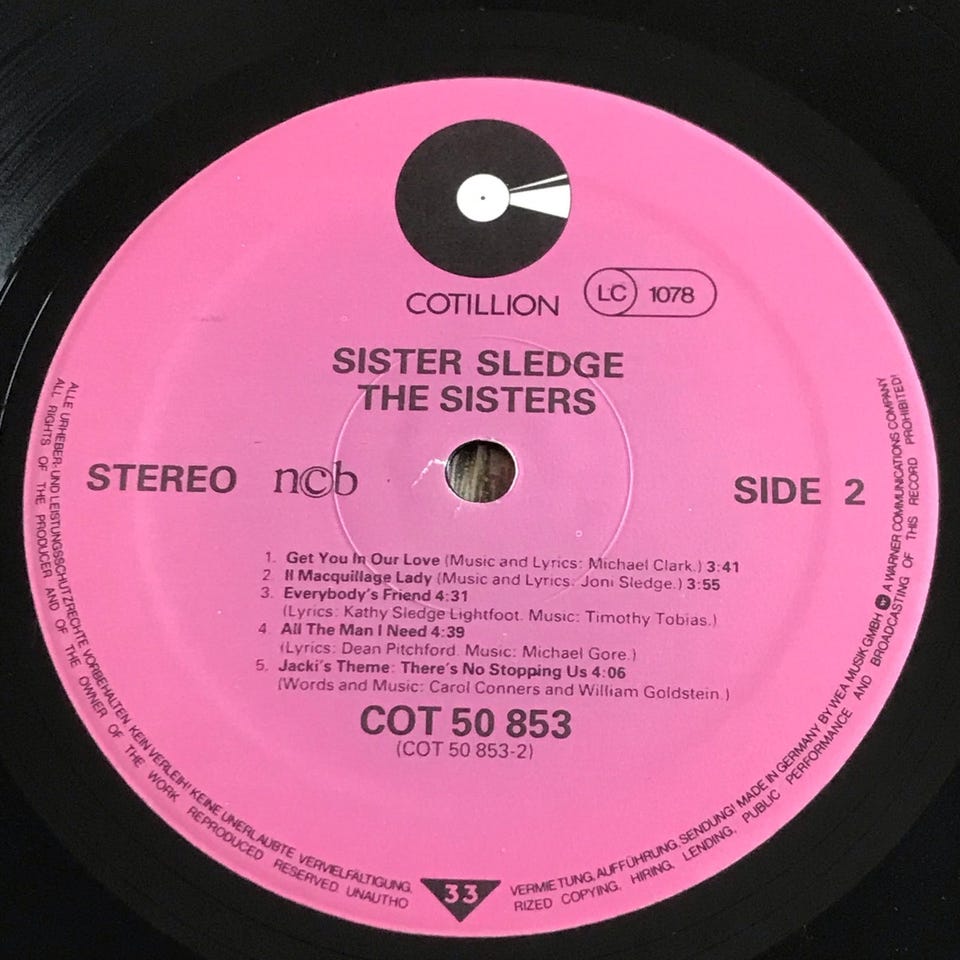 COTILLION
LC 1078
SISTER SLEDGE
THE SISTERS
STEREO n©b
SIDE 2
1. Get You In Our Love (Music and Lyrics: Michael Clark.) 3:41
2. Il Macquillage Lady (Music and Lyrics: Joni Sledge.) 3:55
3. Everybody's Friend 4:31
(Lyrics: Kathy Sledge Lightfoot. Music: Timothy Tobias.)
4. All The Man I Need 4:39
(Lyrics: Dean Pitchford. Music: Michael Gore.)
5. Jacki's Theme: There's No Stopping Us 4:06
(Words and Music: Carol Conners and William Goldstein.)
COT 50 853
(COT 50 853-2)
33
ALLE URHEBER- UND LEISTUNGSSCHUTZRECHTE VORBEHALTEN. KEIN VERLEIH! KEINE UNERLAUBTE VERVIELFÄLTIGUNG, VERMIETUNG, AUFFÜHRUNG, SENDUNG! MADE IN GERMANY BY WEA MUSIK GMBH A WARNER COMMUNICATIONS COMPANY
ALL RIGHTS OF THE PRODUCER AND OF THE OWNER OF THE WORK REPRODUCED RESERVED. UNAUTHORIZED COPYING, HIRING, LENDING, PUBLIC PERFORMANCE AND BROADCASTING OF THIS RECORD PROHIBITED!